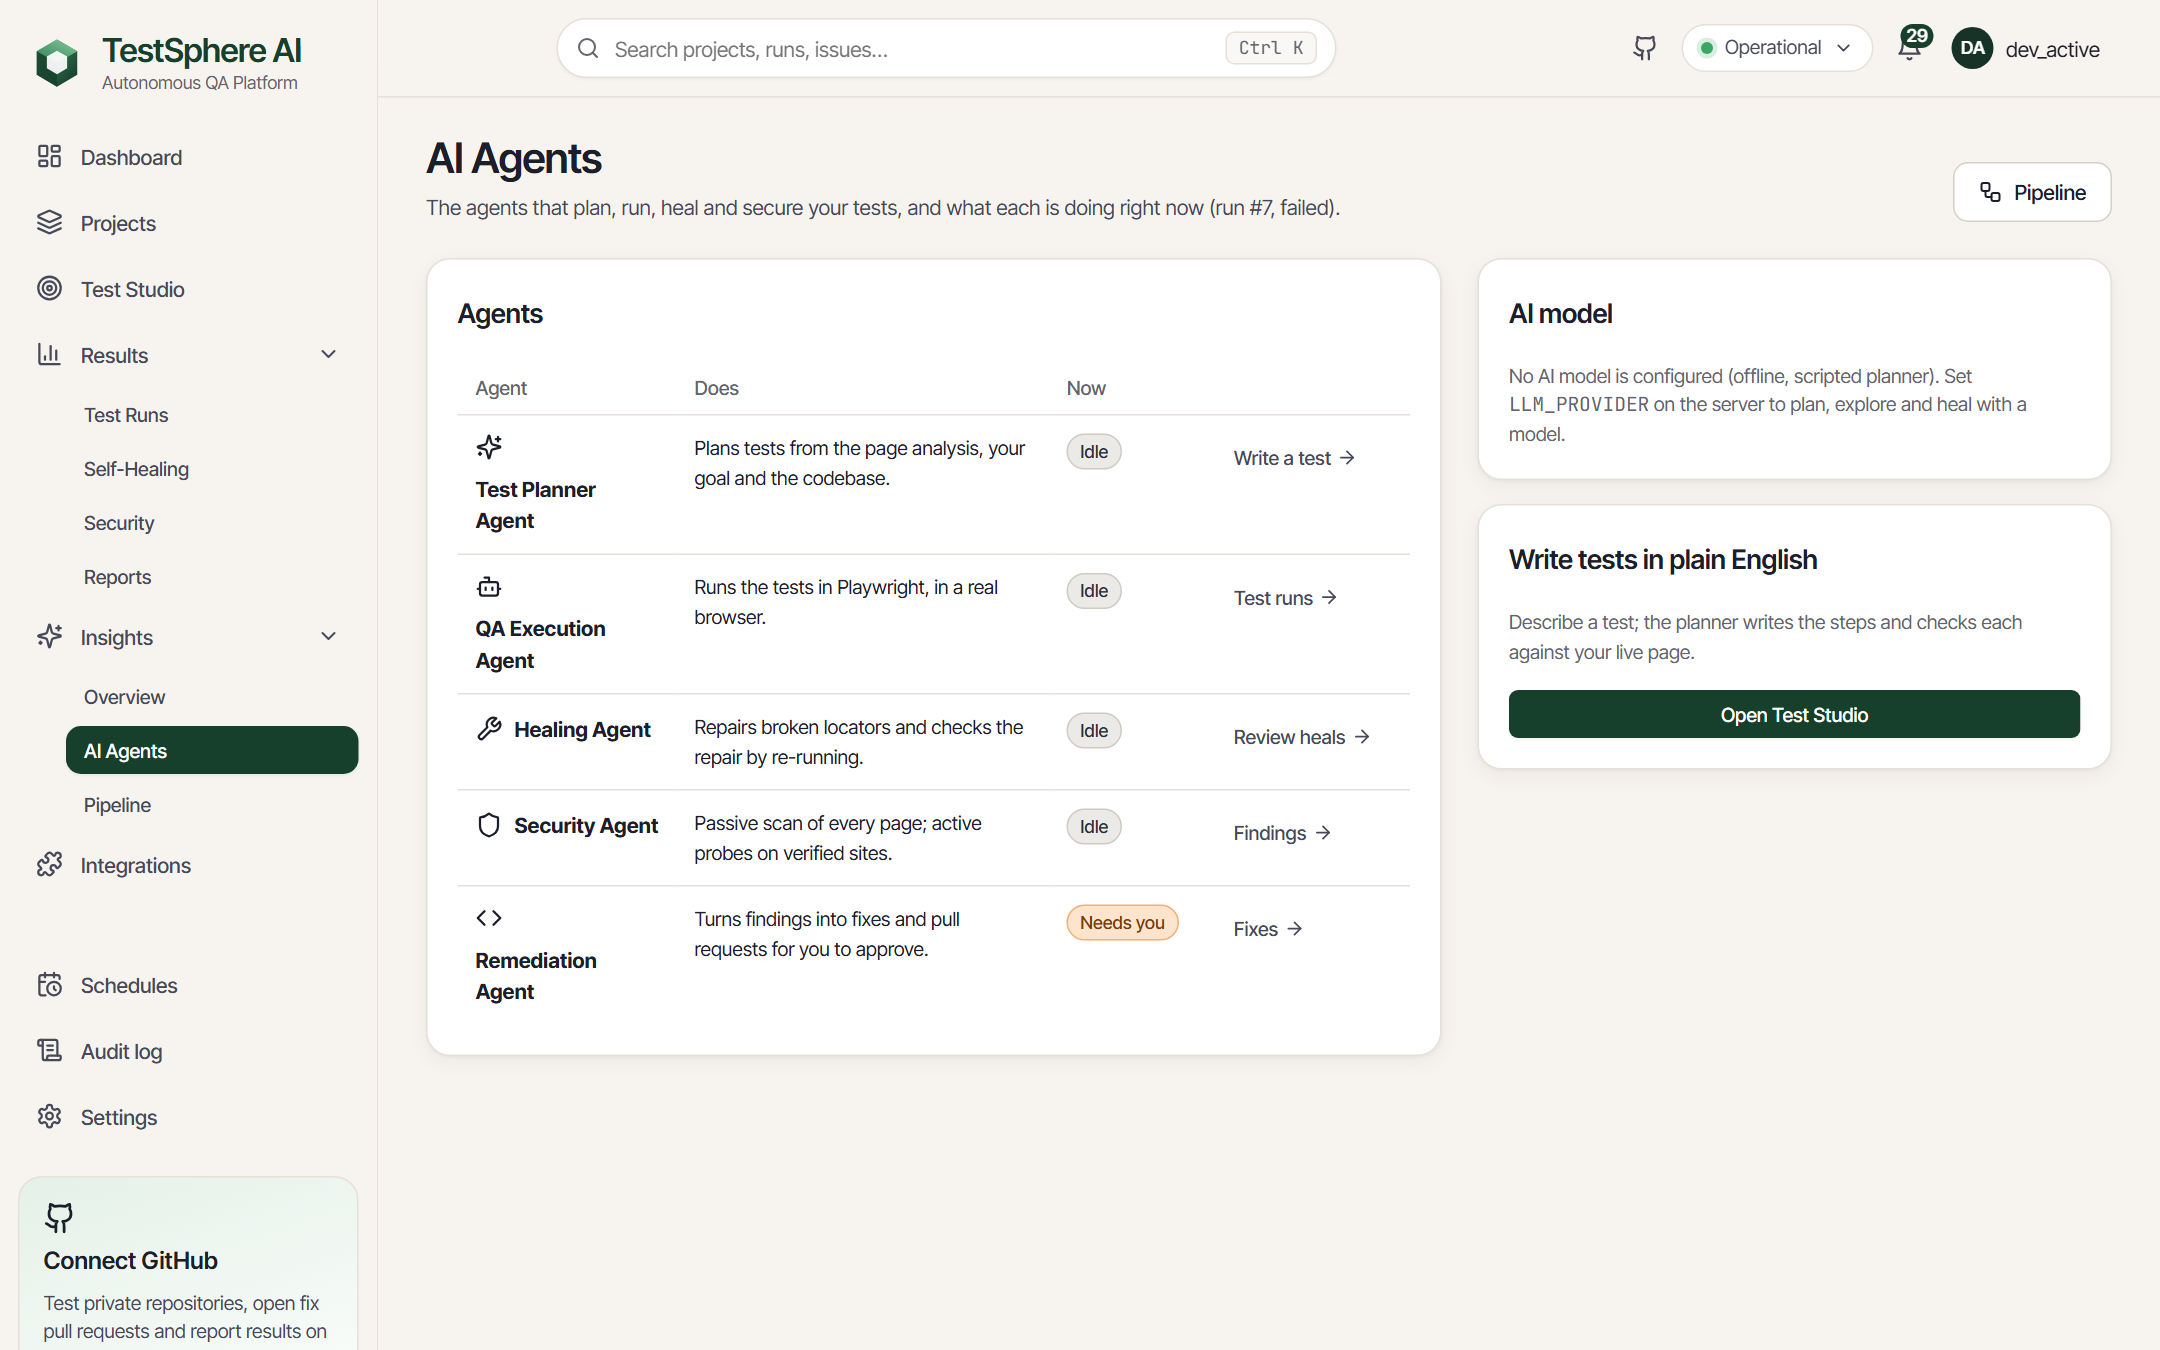 TestSphere AI
Autonomous QA Platform
Search projects, runs, issues...
Ctrl K
Operational
29
DA
dev_active
Dashboard
Projects
Test Studio
Results
Test Runs
Self-Healing
Security
Reports
Insights
Overview
AI Agents
Pipeline
Integrations
Schedules
Audit log
Settings
Connect GitHub
Test private repositories, open fix
pull requests and report results on
AI Agents
The agents that plan, run, heal and secure your tests, and what each is doing right now (run #7, failed).
Pipeline
Agents
Agent
Does
Now
Test Planner
Agent
Plans tests from the page analysis, your
goal and the codebase.
Idle
Write a test →
QA Execution
Agent
Runs the tests in Playwright, in a real
browser.
Idle
Test runs →
Healing Agent
Repairs broken locators and checks the
repair by re-running.
Idle
Review heals →
Security Agent
Passive scan of every page; active
probes on verified sites.
Idle
Findings →
Remediation
Agent
Turns findings into fixes and pull
requests for you to approve.
Needs you
Fixes →
AI model
No AI model is configured (offline, scripted planner). Set
LLM_PROVIDER on the server to plan, explore and heal with a
model.
Write tests in plain English
Describe a test; the planner writes the steps and checks each
against your live page.
Open Test Studio